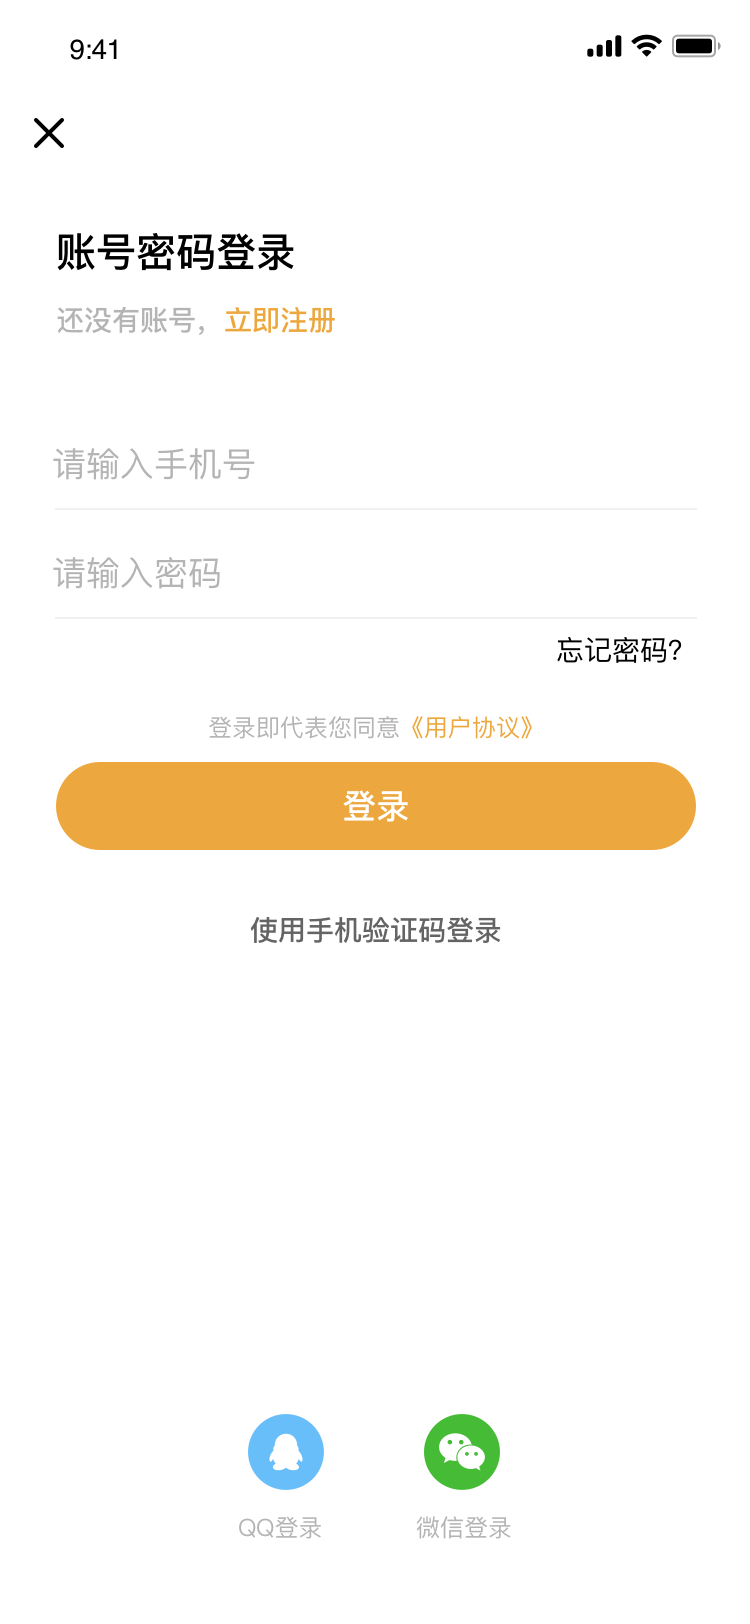 9:41
账号密码登录
还没有账号，立即注册
请输入手机号
请输入密码
忘记密码?
登录即代表您同意《用户协议》
登录
使用手机验证码登录
QQ登录
微信登录